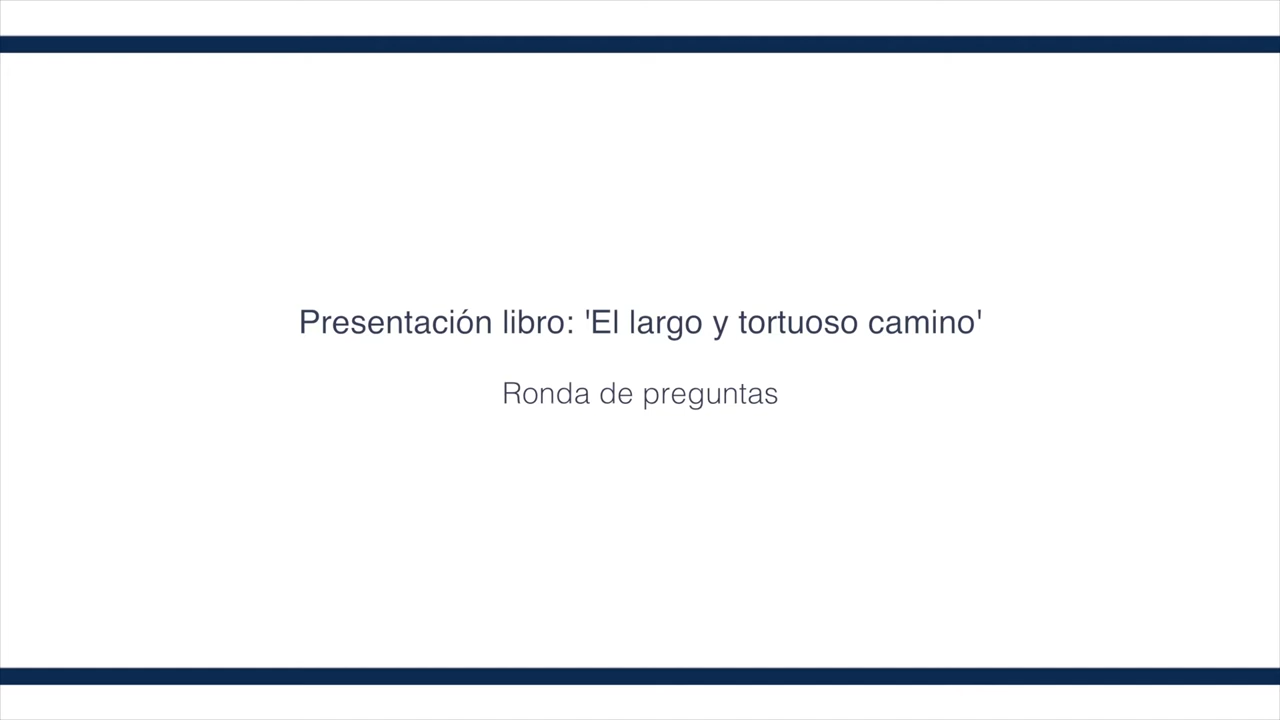 Presentación libro: 'El largo y tortuoso camino'
Ronda de preguntas